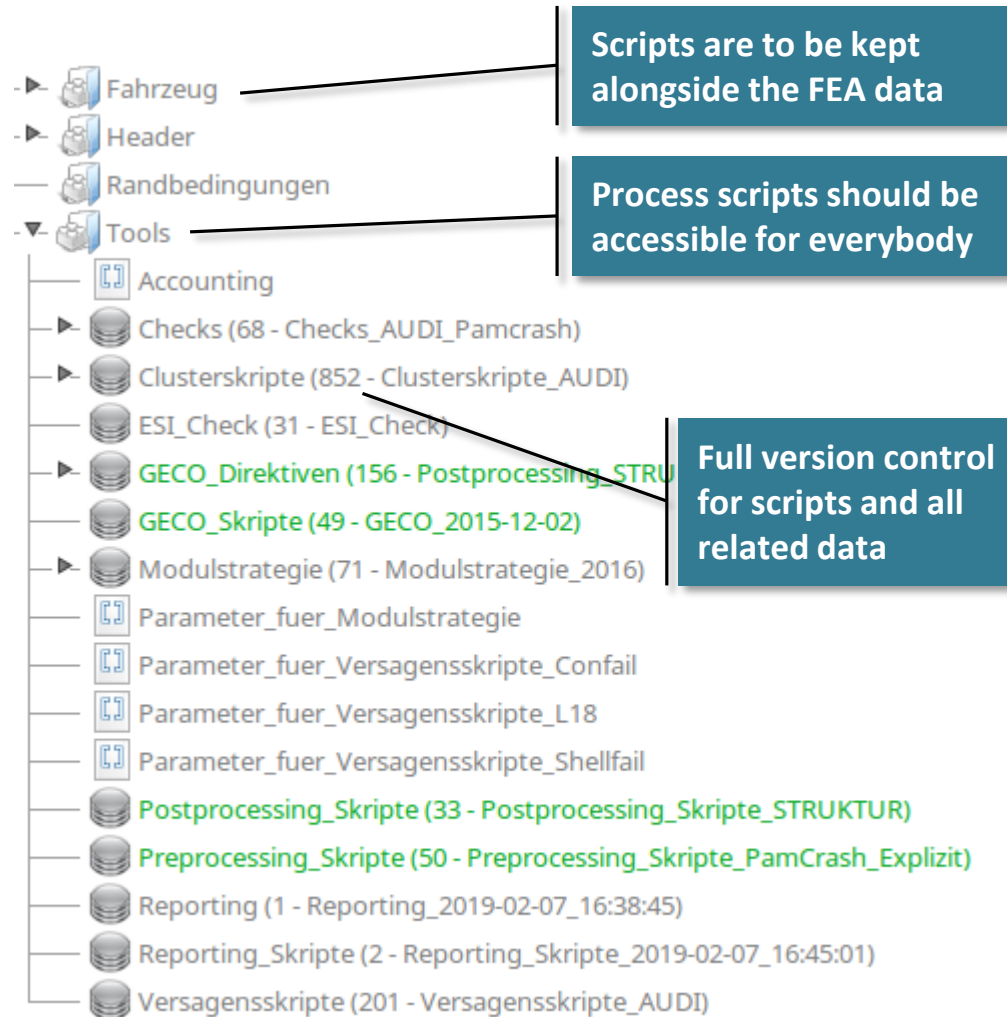 Scripts are to be kept
alongside the FEA data
Fahrzeug
Header
Process scripts should be
accessible for everybody
Randbedingungen
Tools
Accounting
Checks (68 - Checks_AUDI_Pamcrash)
Clusterskripte (852 - Clusterskripte_AUDI)
ESI_Check (31 - ESI_Check)
Full version control
for scripts and all
related data
GECO_Direktiven (156 - Postprocessing_STRU
GECO_Skripte (49 - GECO_2015-12-02)
Modulstrategie (71 - Modulstrategie_2016)
Parameter_fuer_Modulstrategie
Parameter_fuer_Versagensskripte_Confail
Parameter_fuer_Versagensskripte_L18
Parameter_fuer_Versagensskripte_Shellfail
Postprocessing_Skripte (33 - Postprocessing_Skripte_STRUKTUR)
Preprocessing_Skripte (50 - Preprocessing_Skripte_PamCrash_Explizit)
Reporting (1 - Reporting_2019-02-07_16:38:45)
Reporting_Skripte (2 - Reporting_Skripte_2019-02-07_16:45:01)
Versagensskripte (201 - Versagensskripte_AUDI)